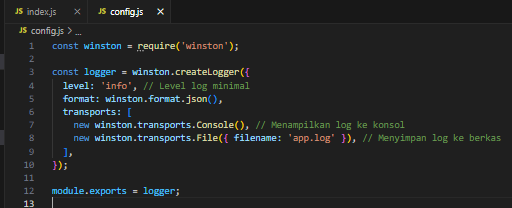 JS index.js × JS config.js ×
JS config.js > ...
1 const winston = require('winston');
2
3 const logger = winston.createLogger({
4 level: 'info', // Level log minimal
5 format: winston.format.json(),
6 transports: [
7 new winston.transports.Console(), // Menampilkan log ke konsol
8 new winston.transports.File({ filename: 'app.log' }), // Menyimpan log ke berkas
9 ],
10 });
11
12 module.exports = logger;
13